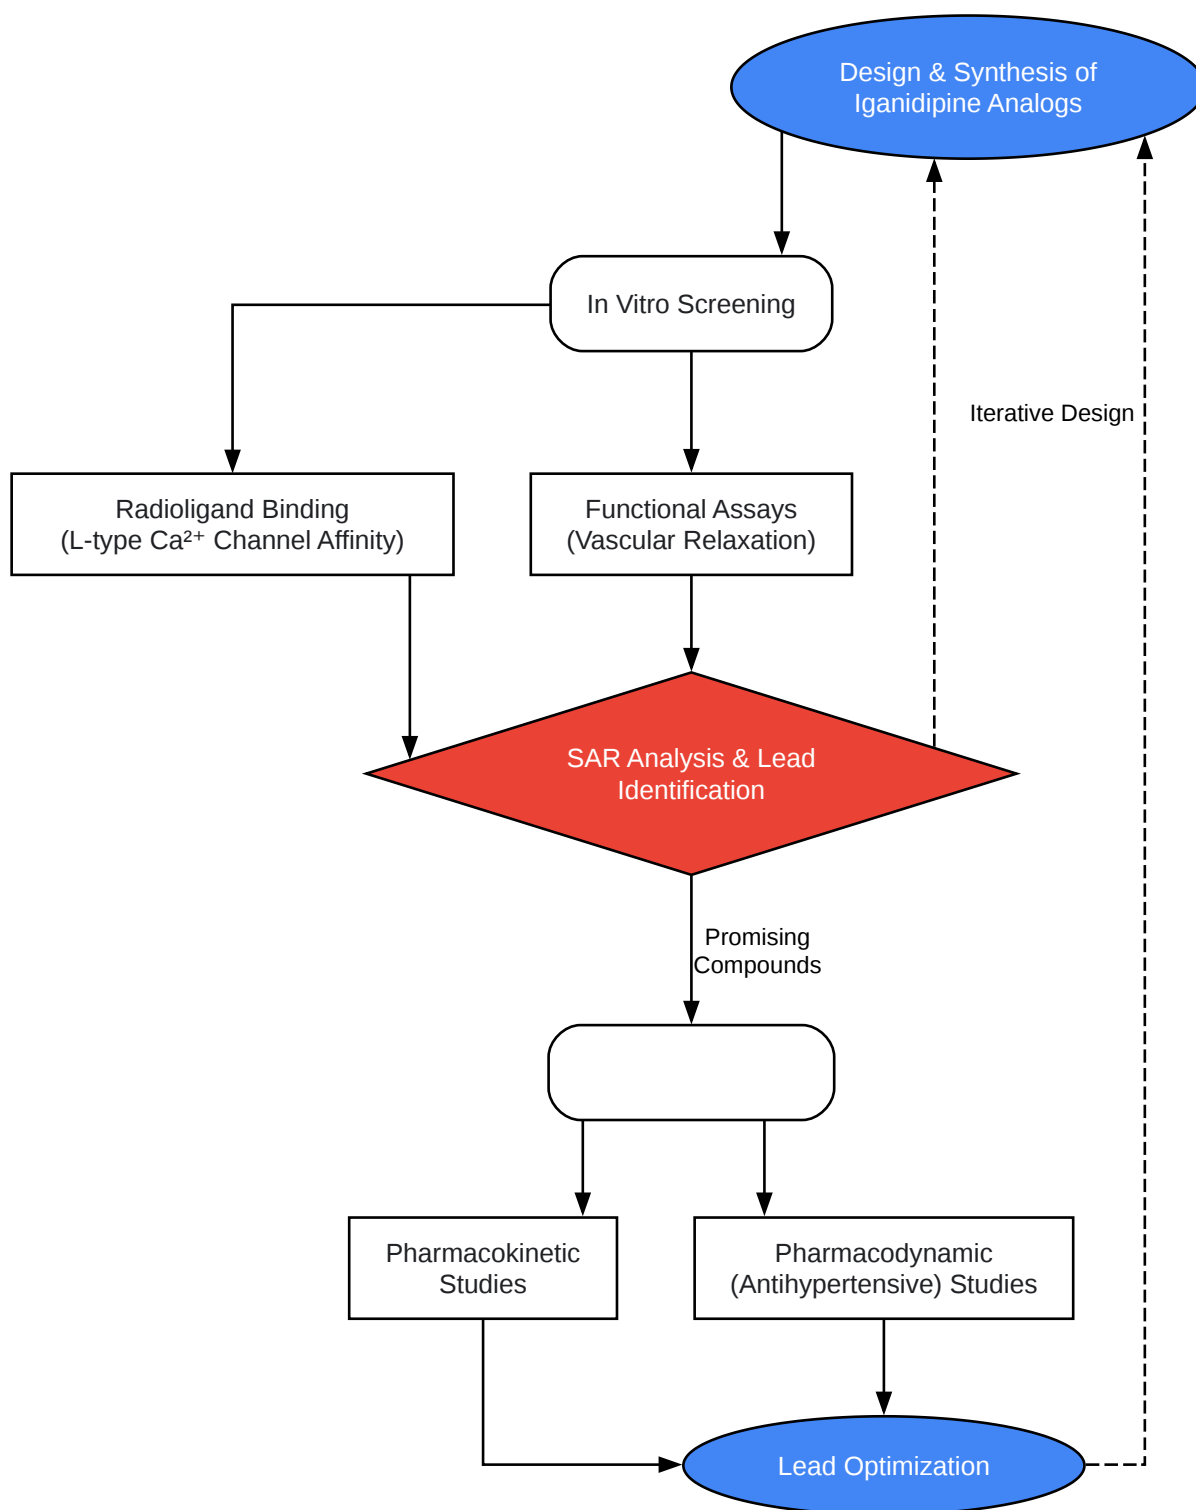 Design & Synthesis of
Iganidipine Analogs
In Vitro Screening
Iterative Design
Radioligand Binding
(L-type Ca²⁺ Channel Affinity)
Functional Assays
(Vascular Relaxation)
SAR Analysis & Lead
Identification
Promising
Compounds
Pharmacokinetic
Studies
Pharmacodynamic
(Antihypertensive) Studies
Lead Optimization